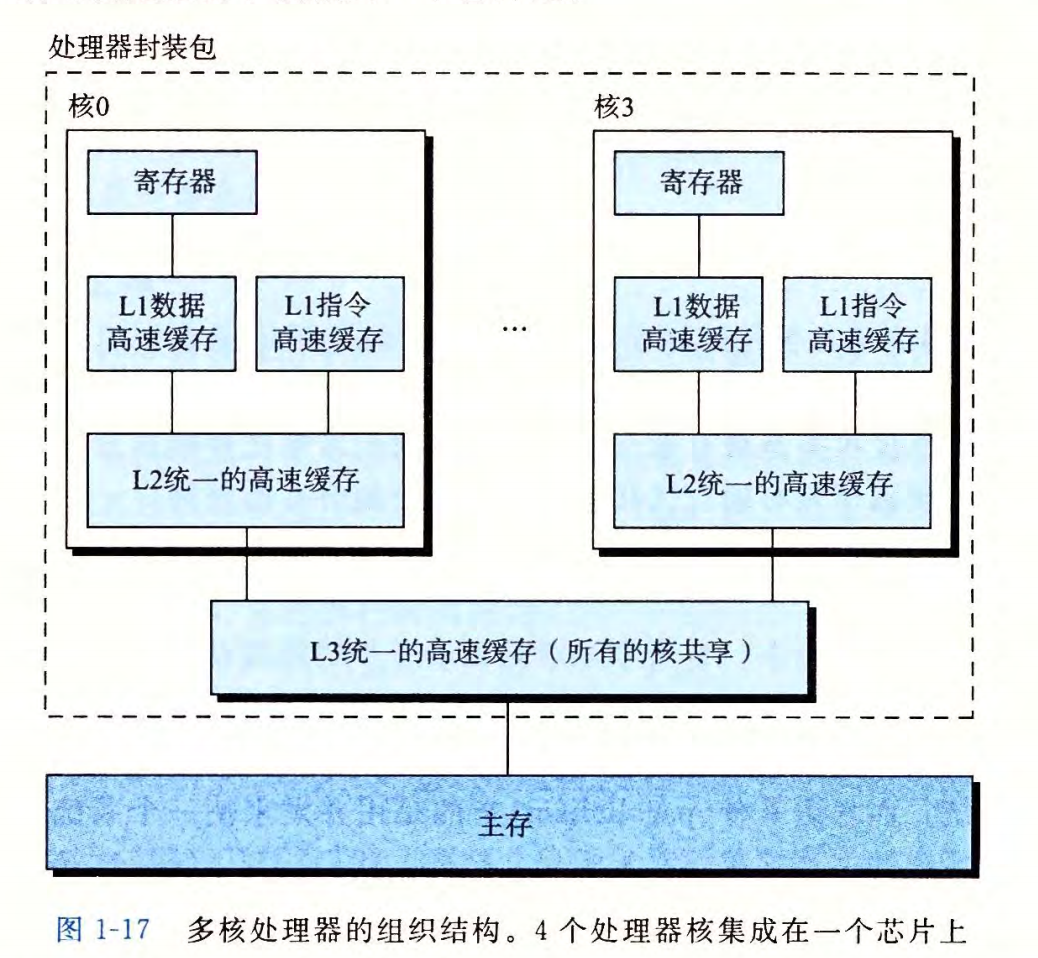 处理器封装包
核0
核3
寄存器
寄存器
L1数据
高速缓存
L1指令
高速缓存
...
L1数据
高速缓存
L1指令
高速缓存
L2统一的高速缓存
L2统一的高速缓存
L3统一的高速缓存（所有的核共享）
主存
图 1-17 多核处理器的组织结构。4 个处理器核集成在一个芯片上